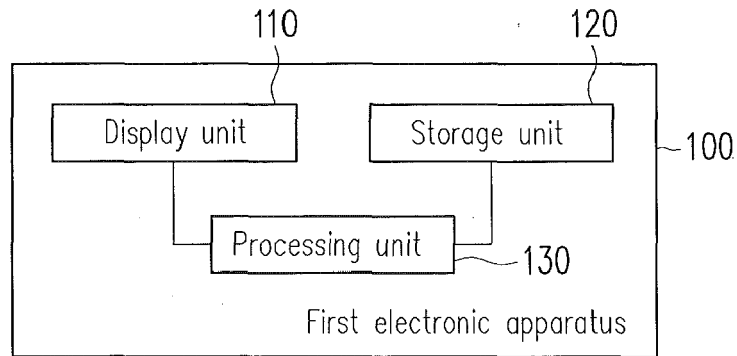 110
120
Display unit
Storage unit
100
Processing unit
130
First electronic apparatus